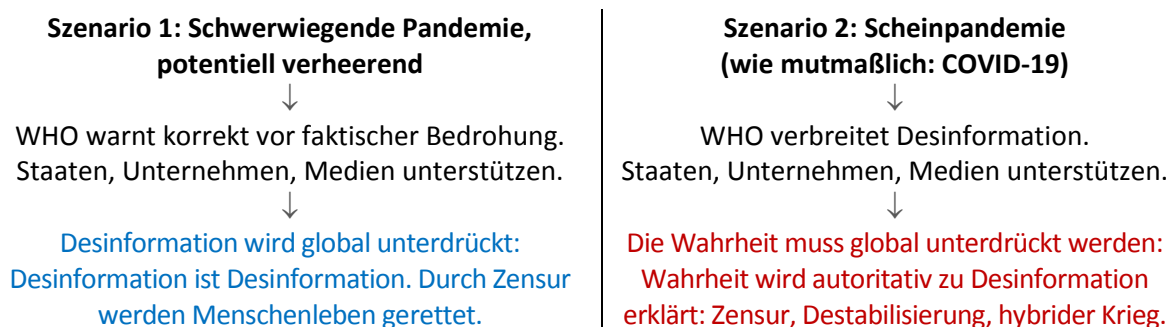 Szenario 1: Schwerwiegende Pandemie,
potentiell verheerend
↓
WHO warnt korrekt vor faktischer Bedrohung.
Staaten, Unternehmen, Medien unterstützen.
↓
Desinformation wird global unterdrückt:
Desinformation ist Desinformation. Durch Zensur
werden Menschenleben gerettet.
Szenario 2: Scheinpandemie
(wie mutmaßlich: COVID-19)
↓
WHO verbreitet Desinformation.
Staaten, Unternehmen, Medien unterstützen.
↓
Die Wahrheit muss global unterdrückt werden:
Wahrheit wird autoritativ zu Desinformation
erklärt: Zensur, Destabilisierung, hybrider Krieg.